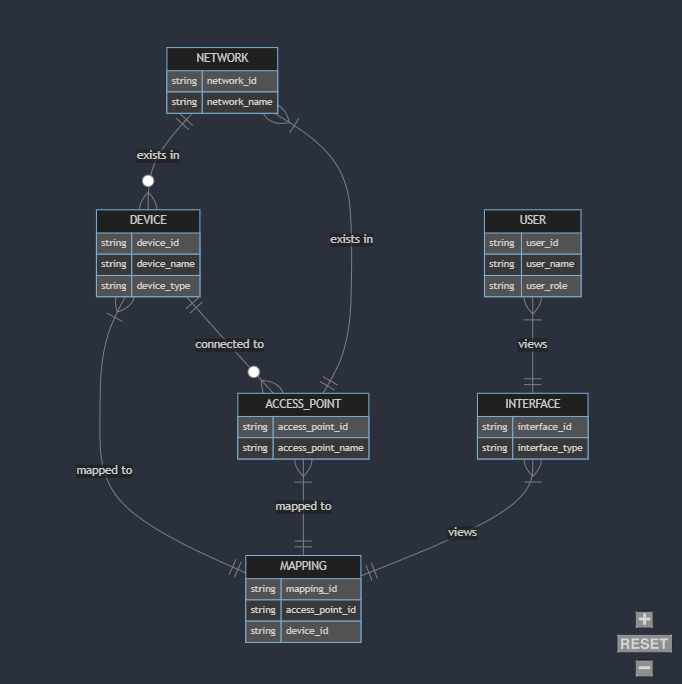 NETWORK
string network_id
string network_name
exists in
DEVICE
string device_id
string device_name
string device_type
USER
string user_id
string user_name
string user_role
exists in
connected to
views
ACCESS_POINT
string access_point_id
string access_point_name
INTERFACE
string interface_id
string interface_type
mapped to
mapped to
views
MAPPING
string mapping_id
string access_point_id
string device_id
+
RESET
−